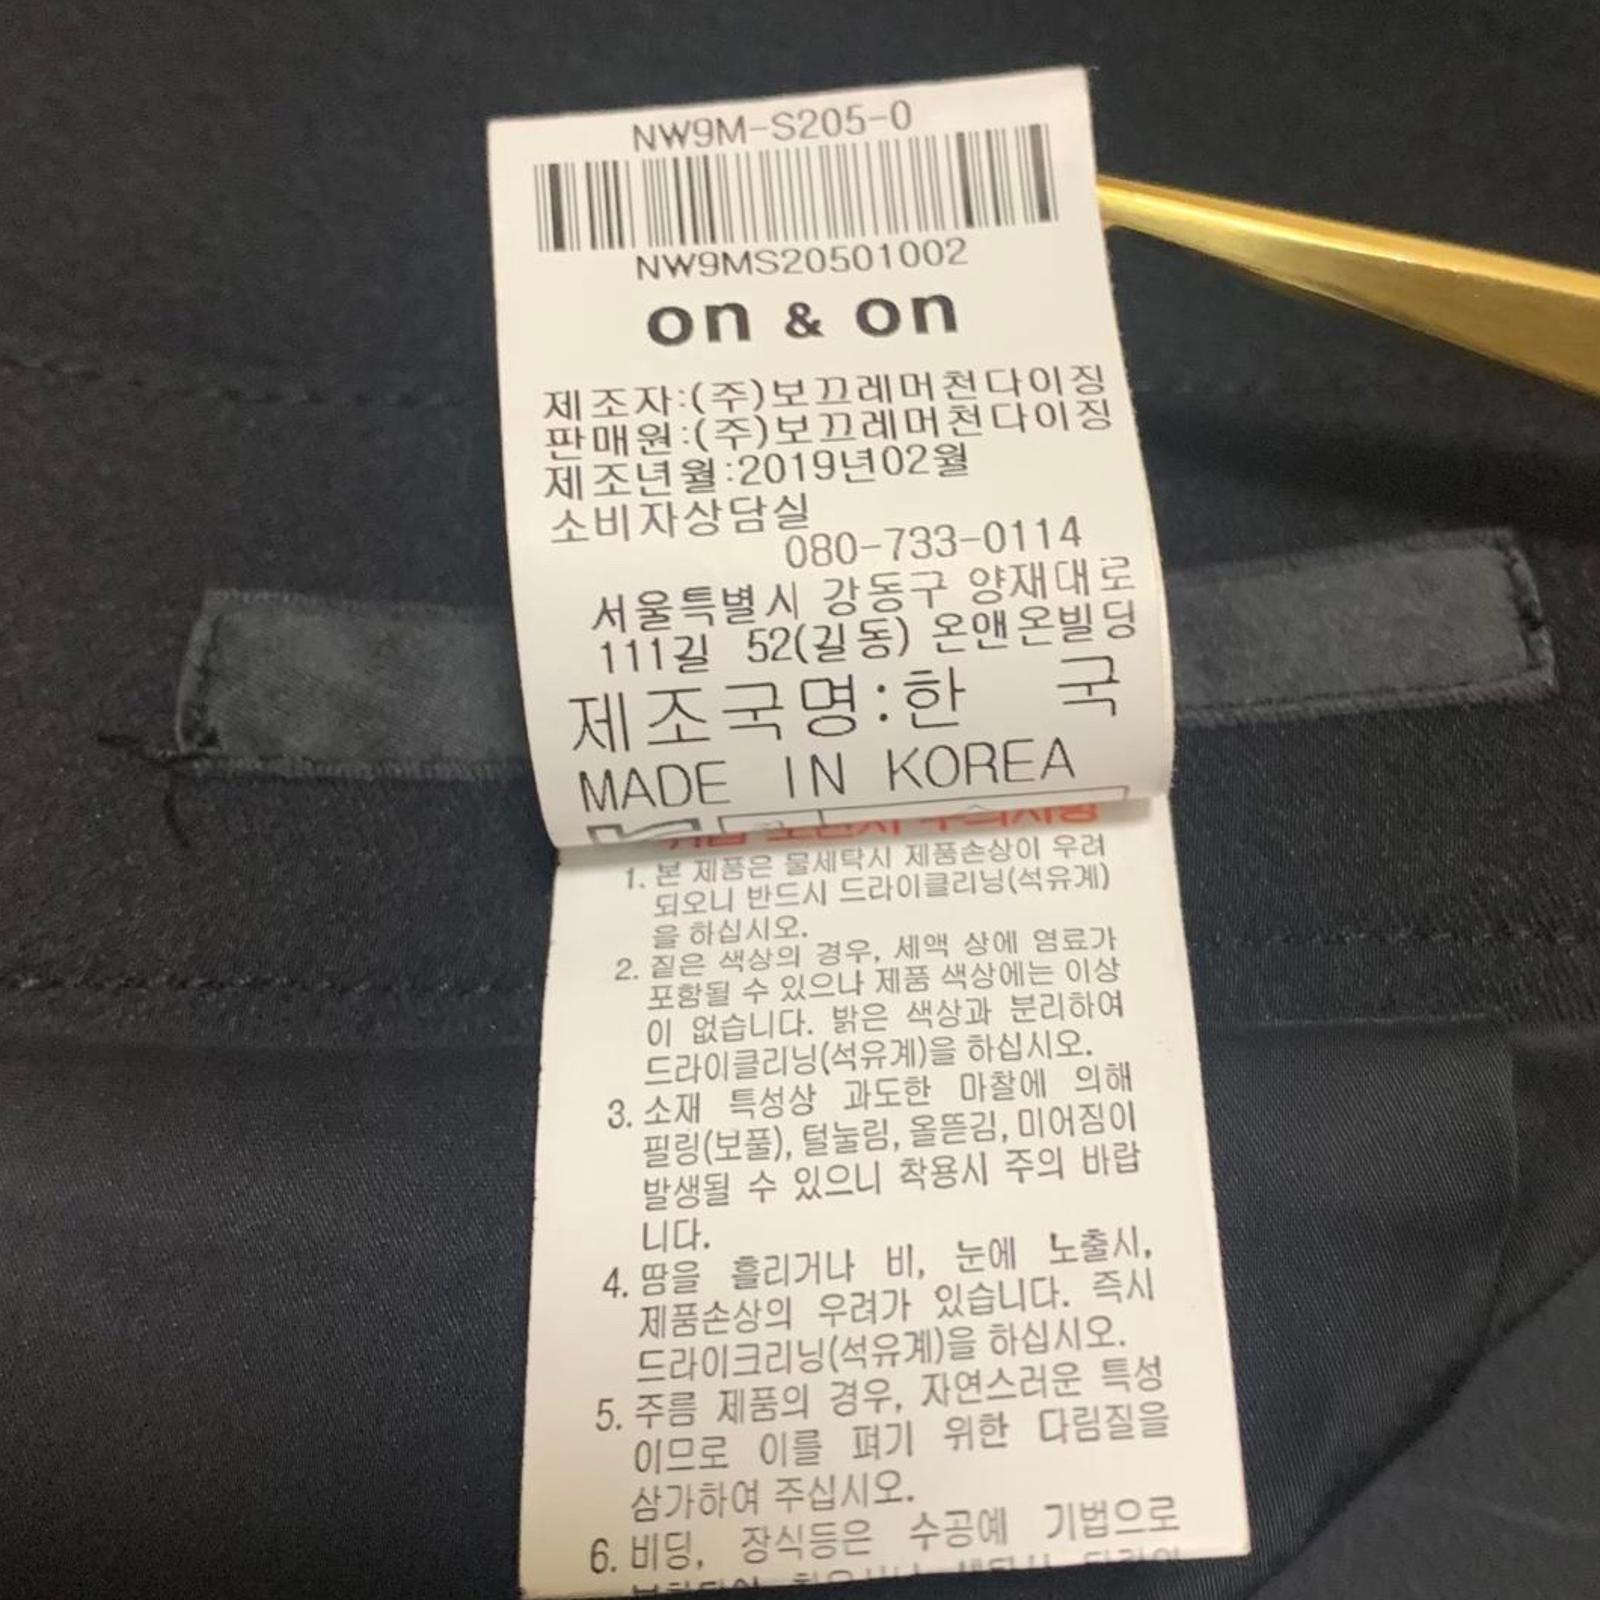 NW9M-S205-0
NW9MS20501002
on & on
제조자:(주)보끄레머천다이징
판매원:(주)보끄레머천다이징
제조년월:2019년02월
소비자상담실
080-733-0114
서울특별시 강동구 양재대로
111길 52(길동) 온앤온빌딩
제조국명:한 국
MADE IN KOREA
1. 본 제품은 물세탁시 제품손상이 우려
되오니 반드시 드라이클리닝(석유계)
을 하십시오.
2. 짙은 색상의 경우, 세액 상에 염료가
포함될 수 있으나 제품 색상에는 이상
이 없습니다. 밝은 색상과 분리하여
드라이클리닝(석유계)을 하십시오.
3. 소재 특성상 과도한 마찰에 의해
필링(보풀), 털눌림, 올뜯김, 미어짐이
발생될 수 있으니 착용시 주의 바랍
니다.
4. 땀을 흘리거나 비, 눈에 노출시,
제품손상의 우려가 있습니다. 즉시
드라이크리닝(석유계)을 하십시오.
5. 주름 제품의 경우, 자연스러운 특성
이므로 이를 펴기 위한 다림질을
삼가하여 주십시오.
6. 비딩, 장식등은 수공예 기법으로